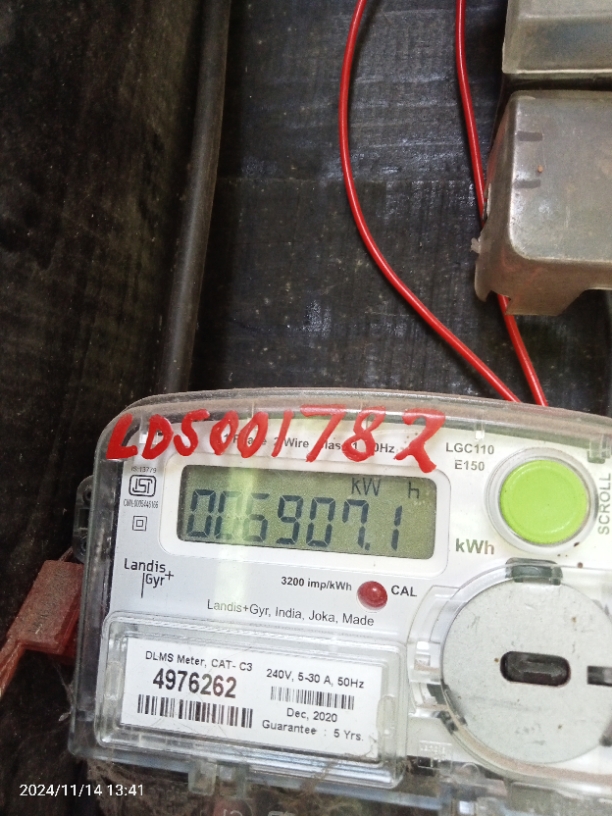 LDS001782
2 Wire
LGC110
E150
SCROLL
kW h
006907.1
kWh
Landis
Gyr+
3200 imp/kWh
CAL
Landis+Gyr, India, Joka, Made
DLMS Meter, CAT- C3
4976262
240V, 5-30 A, 50Hz
Dec, 2020
Guarantee : 5 Yrs.
2024/11/14 13:41